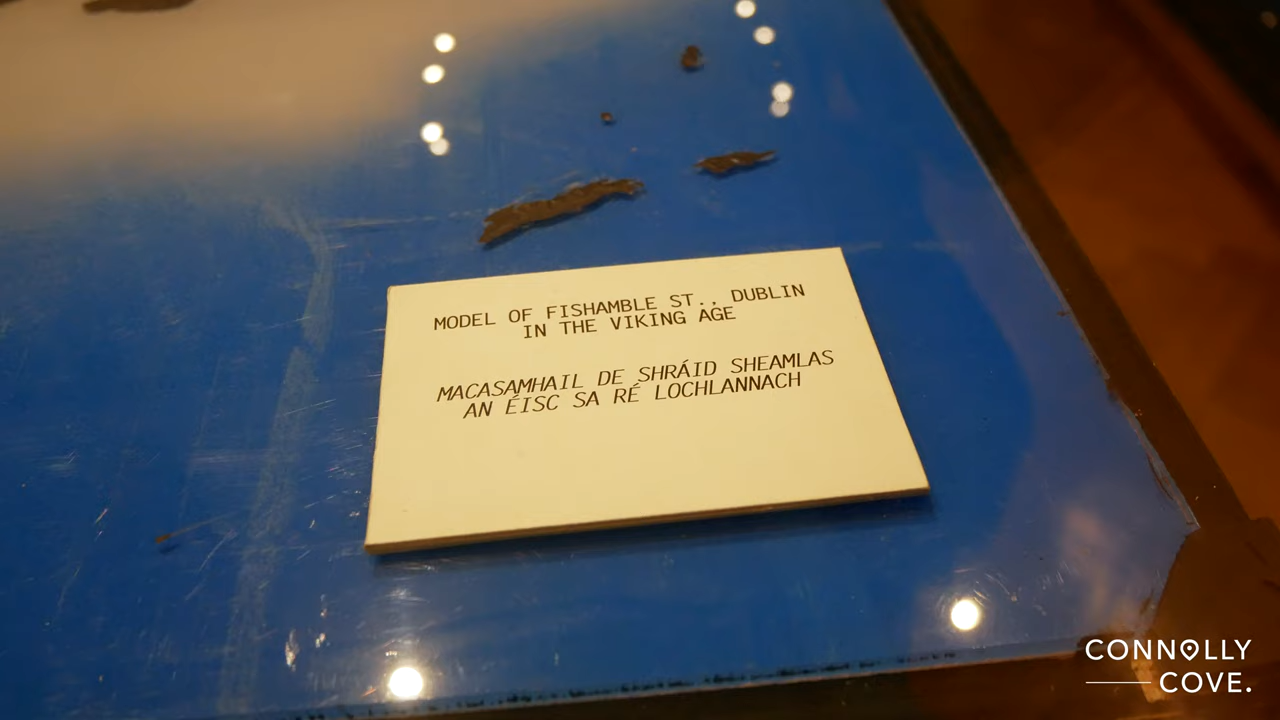 MODEL OF FISHAMBLE ST., DUBLIN
IN THE VIKING AGE
MACASAMHAIL DE SHRÁID SHEAMLAS
AN ÉISC SA RÉ LOCHLANNACH
CONNOLLY
COVE.